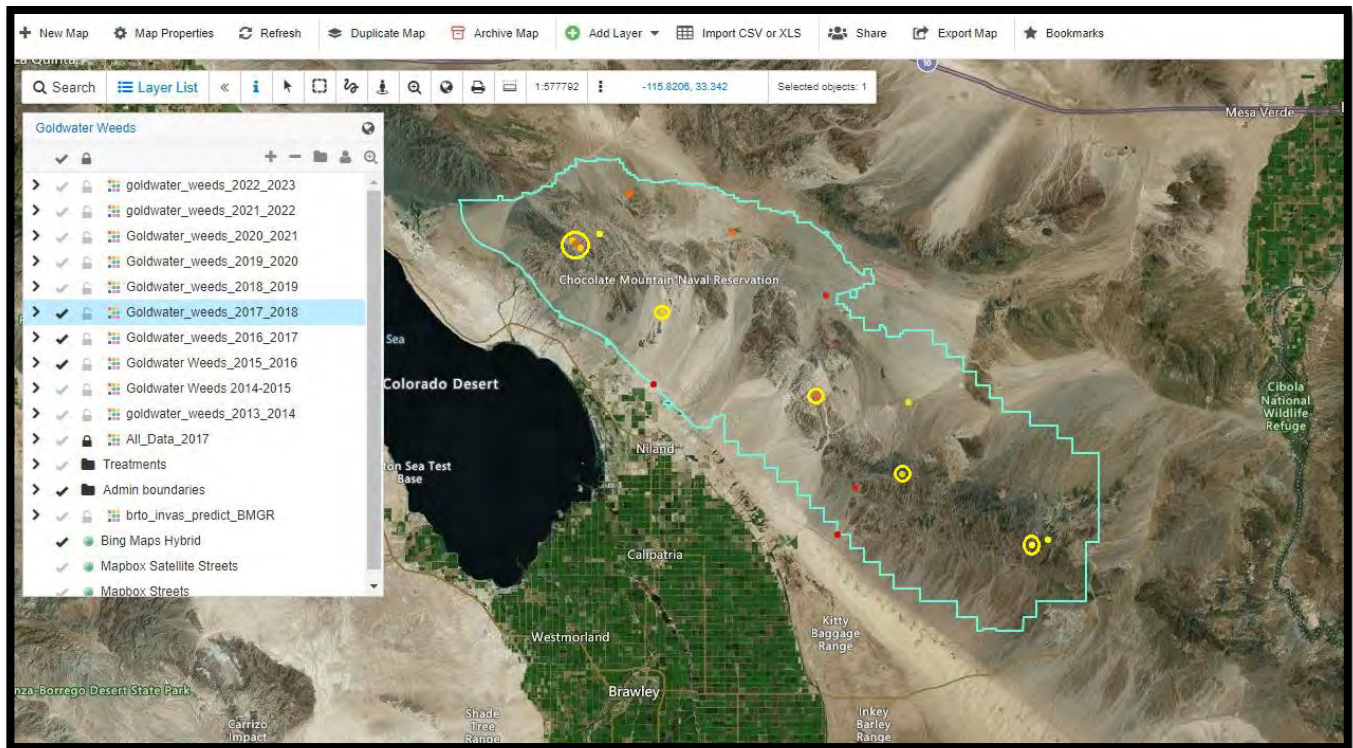 New Map Map Properties Refresh Duplicate Map Archive Map Add Layer Import CSV or XLS Share Export Map Bookmarks
La Quinta
10
Search Layer List « i 1:577792 -115.8206, 33.342 Selected objects: 1
Mesa Verde
Goldwater Weeds
goldwater_weeds_2022_2023
goldwater_weeds_2021_2022
Goldwater_weeds_2020_2021
Goldwater_weeds_2019_2020
Goldwater_weeds_2018_2019
Goldwater_weeds_2017_2018
Goldwater_weeds_2016_2017
Goldwater Weeds_2015_2016
Goldwater Weeds 2014-2015
goldwater_weeds_2013_2014
All_Data_2017
Treatments
Admin boundaries
brto_invas_predict_BMGR
Bing Maps Hybrid
Mapbox Satellite Streets
Mapbox Streets
Chocolate Mountain Naval Reservation
Sea
Colorado Desert
Cibola
National
Wildlife
Refuge
Niland
ton Sea Test
Base
Calipatria
Kitty
Baggage
Range
Westmorland
nza-Borrego Desert State Park
Brawley
Carrizo
Impact
Shade
Tree
Range
Inkey
Barley
Range